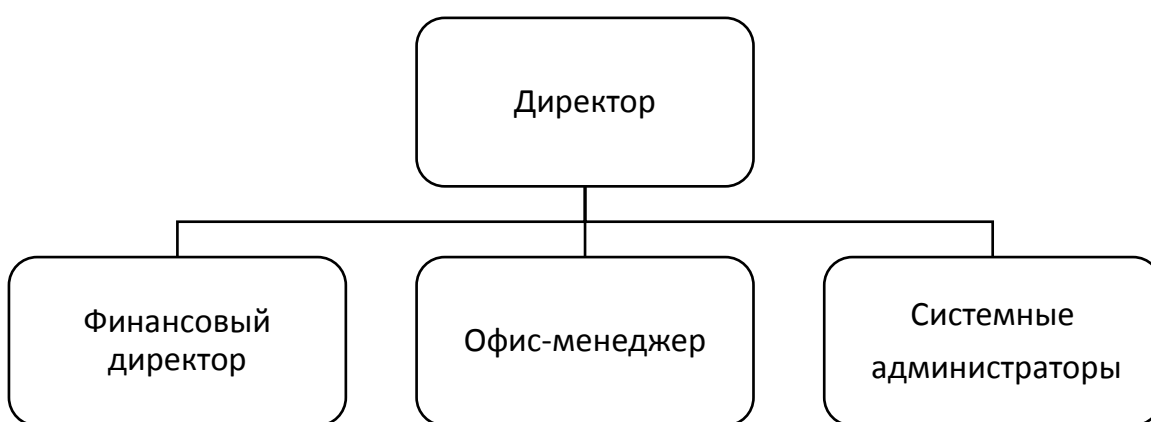 Директор
Финансовый
директор
Офис-менеджер
Системные
администраторы